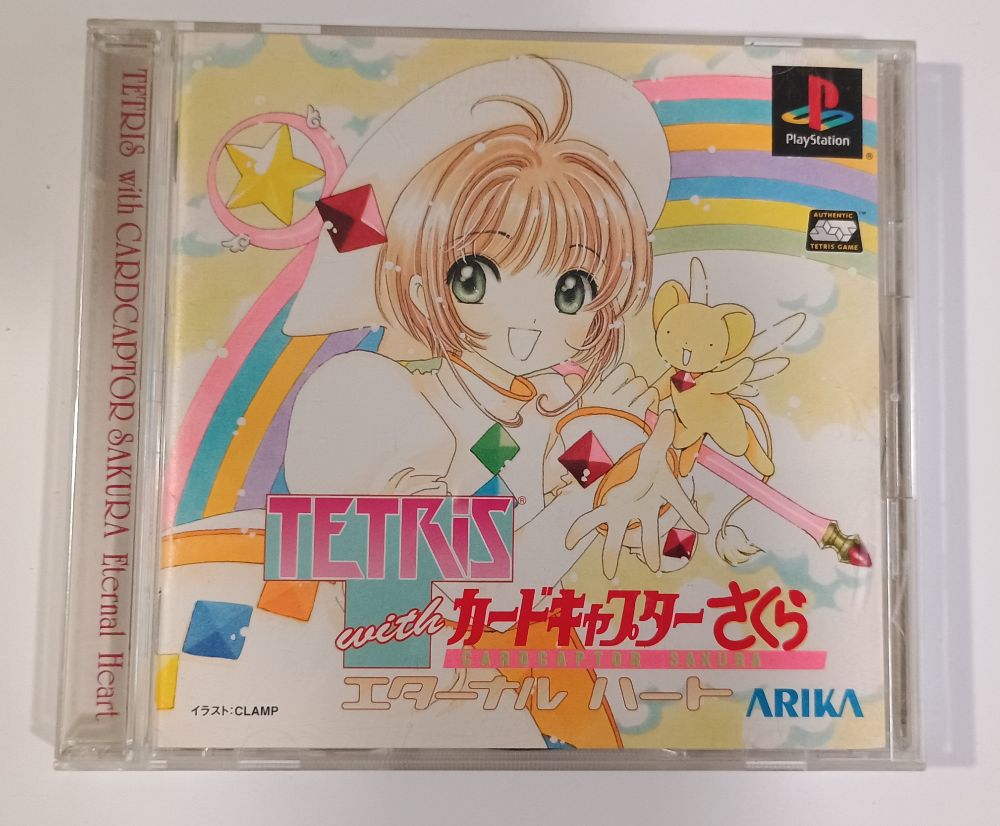 TETRIS with CARDCAPTOR SAKURA Eternal Heart
PlayStation
®
AUTHENTIC
TETRIS GAME
™
TETRiS®
with カードキャプターさくら
CARDCAPTOR SAKURA
エターナル ハート
イラスト:CLAMP
ARIKA